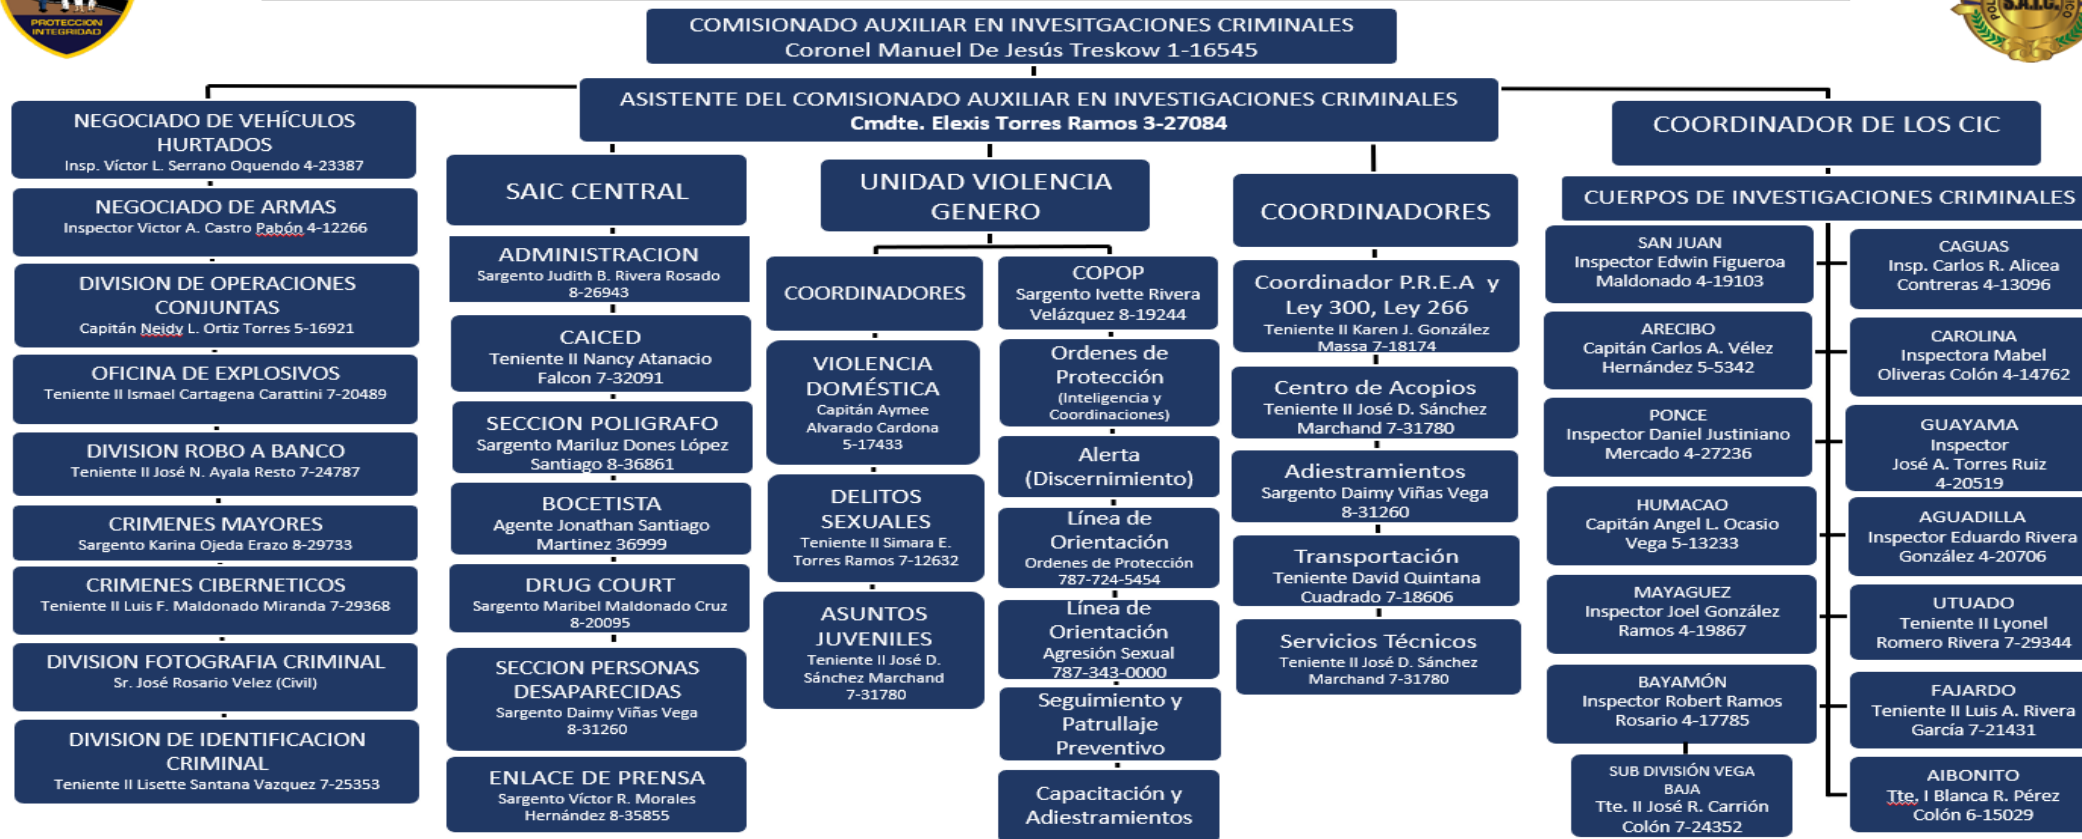 PROTECCION
INTEGRIDAD
S.A.I.C.
COMISIONADO AUXILIAR EN INVESITGACIONES CRIMINALES
Coronel Manuel De Jesús Treskow 1-16545
ASISTENTE DEL COMISIONADO AUXILIAR EN INVESTIGACIONES CRIMINALES
Cmdte. Elexis Torres Ramos 3-27084
NEGOCIADO DE VEHÍCULOS
HURTADOS
Insp. Víctor L. Serrano Oquendo 4-23387
NEGOCIADO DE ARMAS
Inspector Victor A. Castro Pabón 4-12266
DIVISION DE OPERACIONES
CONJUNTAS
Capitán Neidy L. Ortiz Torres 5-16921
OFICINA DE EXPLOSIVOS
Teniente II Ismael Cartagena Carattini 7-20489
DIVISION ROBO A BANCO
Teniente II José N. Ayala Resto 7-24787
CRIMENES MAYORES
Sargento Karina Ojeda Erazo 8-29733
CRIMENES CIBERNETICOS
Teniente II Luis F. Maldonado Miranda 7-29368
DIVISION FOTOGRAFIA CRIMINAL
Sr. José Rosario Velez (Civil)
DIVISION DE IDENTIFICACION
CRIMINAL
Teniente II Lisette Santana Vazquez 7-25353
SAIC CENTRAL
ADMINISTRACION
Sargento Judith B. Rivera Rosado
8-26943
CAICED
Teniente II Nancy Atanacio
Falcon 7-32091
SECCION POLIGRAFO
Sargento Mariluz Dones López
Santiago 8-36861
BOCETISTA
Agente Jonathan Santiago
Martinez 36999
DRUG COURT
Sargento Maribel Maldonado Cruz
8-20095
SECCION PERSONAS
DESAPARECIDAS
Sargento Daimy Viñas Vega
8-31260
ENLACE DE PRENSA
Sargento Víctor R. Morales
Hernández 8-35855
UNIDAD VIOLENCIA
GENERO
COORDINADORES
VIOLENCIA
DOMÉSTICA
Capitán Aymee
Alvarado Cardona
5-17433
DELITOS
SEXUALES
Teniente II Simara E.
Torres Ramos 7-12632
ASUNTOS
JUVENILES
Teniente II José D.
Sánchez Marchand
7-31780
COPOP
Sargento Ivette Rivera
Velázquez 8-19244
Ordenes de
Protección
(Inteligencia y
Coordinaciones)
Alerta
(Discernimiento)
Línea de
Orientación
Ordenes de Protección
787-724-5454
Línea de
Orientación
Agresión Sexual
787-343-0000
Seguimiento y
Patrullaje
Preventivo
Capacitación y
Adiestramientos
COORDINADORES
Coordinador P.R.E.A y
Ley 300, Ley 266
Teniente II Karen J. González
Massa 7-18174
Centro de Acopios
Teniente II José D. Sánchez
Marchand 7-31780
Adiestramientos
Sargento Daimy Viñas Vega
8-31260
Transportación
Teniente David Quintana
Cuadrado 7-18606
Servicios Técnicos
Teniente II José D. Sánchez
Marchand 7-31780
COORDINADOR DE LOS CIC
CUERPOS DE INVESTIGACIONES CRIMINALES
SAN JUAN
Inspector Edwin Figueroa
Maldonado 4-19103
ARECIBO
Capitán Carlos A. Vélez
Hernández 5-5342
PONCE
Inspector Daniel Justiniano
Mercado 4-27236
HUMACAO
Capitán Angel L. Ocasio
Vega 5-13233
MAYAGUEZ
Inspector Joel González
Ramos 4-19867
BAYAMÓN
Inspector Robert Ramos
Rosario 4-17785
SUB DIVISIÓN VEGA
BAJA
Tte. II José R. Carrión
Colón 7-24352
CAGUAS
Insp. Carlos R. Alicea
Contreras 4-13096
CAROLINA
Inspectora Mabel
Oliveras Colón 4-14762
GUAYAMA
Inspector
José A. Torres Ruiz
4-20519
AGUADILLA
Inspector Eduardo Rivera
González 4-20706
UTUADO
Teniente II Lyonel
Romero Rivera 7-29344
FAJARDO
Teniente II Luis A. Rivera
García 7-21431
AIBONITO
Tte. I Blanca R. Pérez
Colón 6-15029